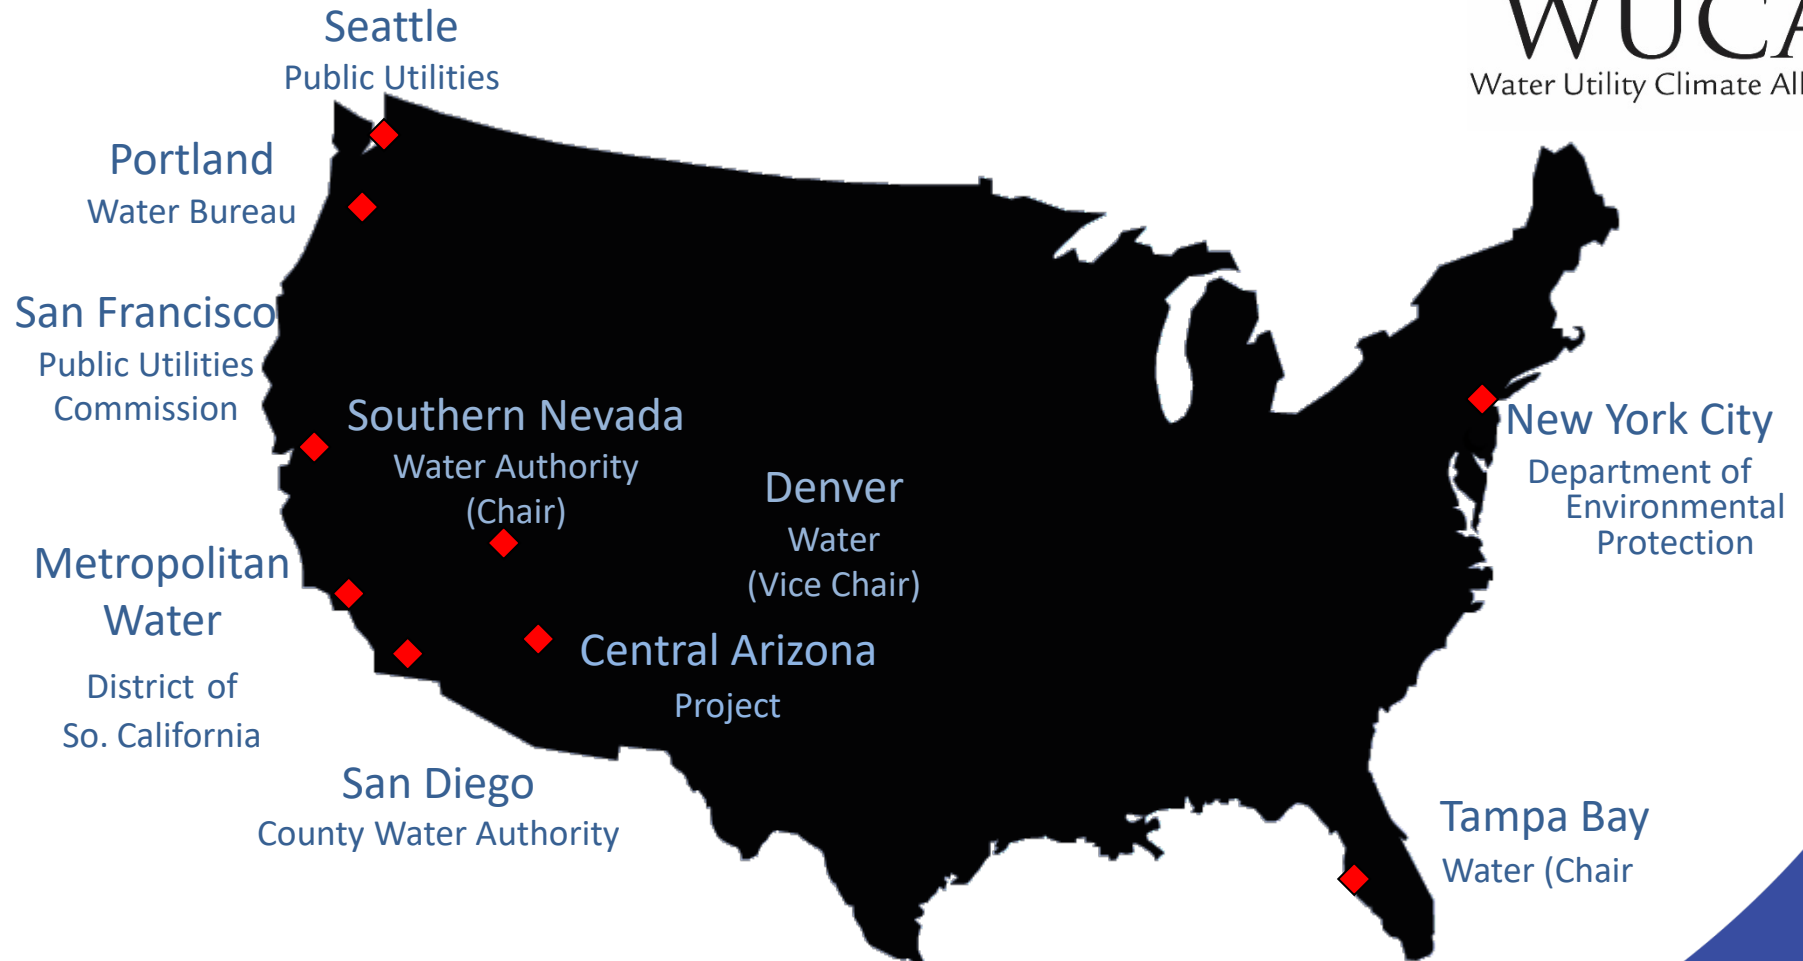 Seattle
Public Utilities
WUCA
Water Utility Climate All
Portland
Water Bureau
San Francisco
Public Utilities
Commission
Southern Nevada
Water Authority
(Chair)
Denver
Water
(Vice Chair)
New York City
Department of
Environmental
Protection
Metropolitan
Water
District of
So. California
Central Arizona
Project
San Diego
County Water Authority
Tampa Bay
Water (Chair